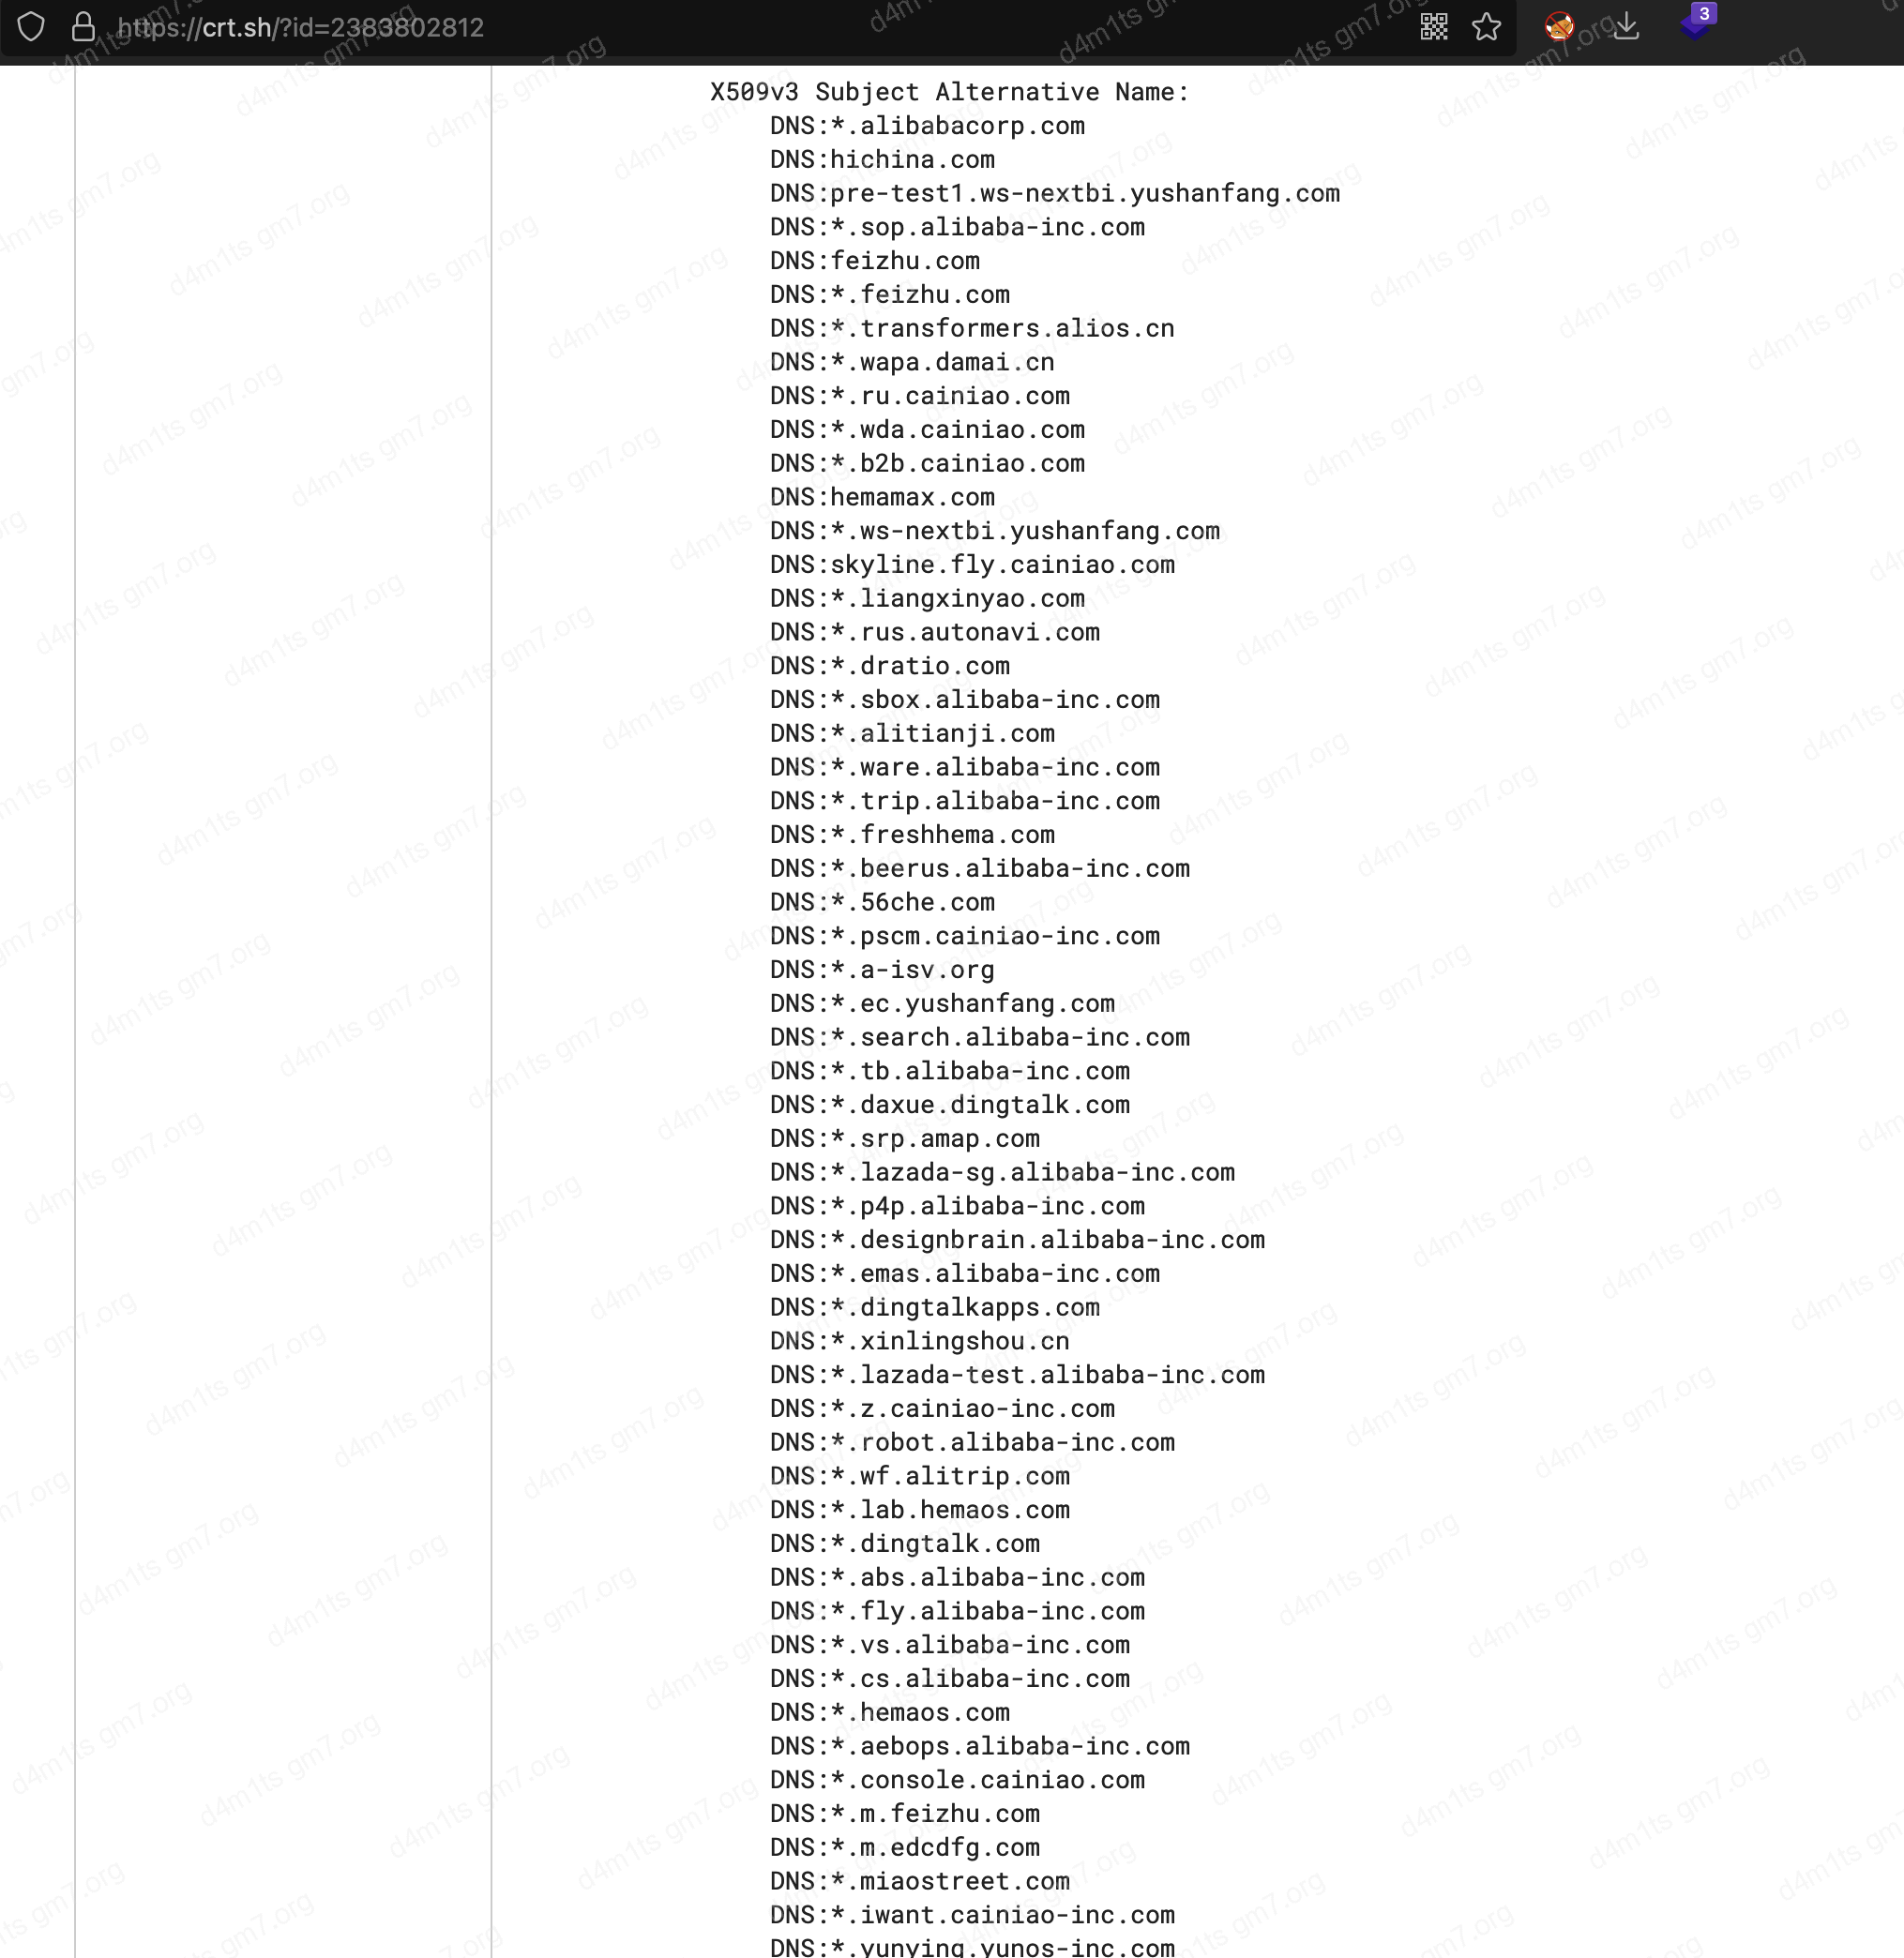 https://crt.sh/?id=2383802812
3
X509v3 Subject Alternative Name:
DNS:*.alibabacorp.com
DNS:hichina.com
DNS:pre-test1.ws-nextbi.yushanfang.com
DNS:*.sop.alibaba-inc.com
DNS:feizhu.com
DNS:*.feizhu.com
DNS:*.transformers.alios.cn
DNS:*.wapa.damai.cn
DNS:*.ru.cainiao.com
DNS:*.wda.cainiao.com
DNS:*.b2b.cainiao.com
DNS:hemamax.com
DNS:*.ws-nextbi.yushanfang.com
DNS:skyline.fly.cainiao.com
DNS:*.liangxinyao.com
DNS:*.rus.autonavi.com
DNS:*.dratio.com
DNS:*.sbox.alibaba-inc.com
DNS:*.alitianji.com
DNS:*.ware.alibaba-inc.com
DNS:*.trip.alibaba-inc.com
DNS:*.freshhema.com
DNS:*.beerus.alibaba-inc.com
DNS:*.56che.com
DNS:*.pscm.cainiao-inc.com
DNS:*.a-isv.org
DNS:*.ec.yushanfang.com
DNS:*.search.alibaba-inc.com
DNS:*.tb.alibaba-inc.com
DNS:*.daxue.dingtalk.com
DNS:*.srp.amap.com
DNS:*.lazada-sg.alibaba-inc.com
DNS:*.p4p.alibaba-inc.com
DNS:*.designbrain.alibaba-inc.com
DNS:*.emas.alibaba-inc.com
DNS:*.dingtalkapps.com
DNS:*.xinlingshou.cn
DNS:*.lazada-test.alibaba-inc.com
DNS:*.z.cainiao-inc.com
DNS:*.robot.alibaba-inc.com
DNS:*.wf.alitrip.com
DNS:*.lab.hemaos.com
DNS:*.dingtalk.com
DNS:*.abs.alibaba-inc.com
DNS:*.fly.alibaba-inc.com
DNS:*.vs.alibaba-inc.com
DNS:*.cs.alibaba-inc.com
DNS:*.hemaos.com
DNS:*.aebops.alibaba-inc.com
DNS:*.console.cainiao.com
DNS:*.m.feizhu.com
DNS:*.m.edcdfg.com
DNS:*.miaostreet.com
DNS:*.iwant.cainiao-inc.com
DNS:*.yunying.yunos-inc.com
d4m1ts gm7.org